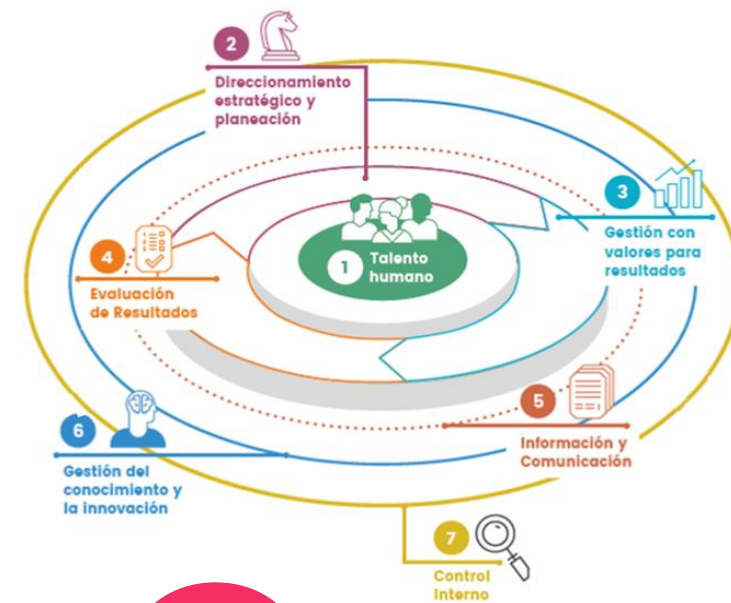 2
Direccionamiento
estratégico y
planeación
3
Gestión con
valores para
resultados
1
Talento
humano
4
Evaluación
de Resultados
5
Información y
Comunicación
6
Gestión del
conocimiento y
la innovación
7
Control
Interno